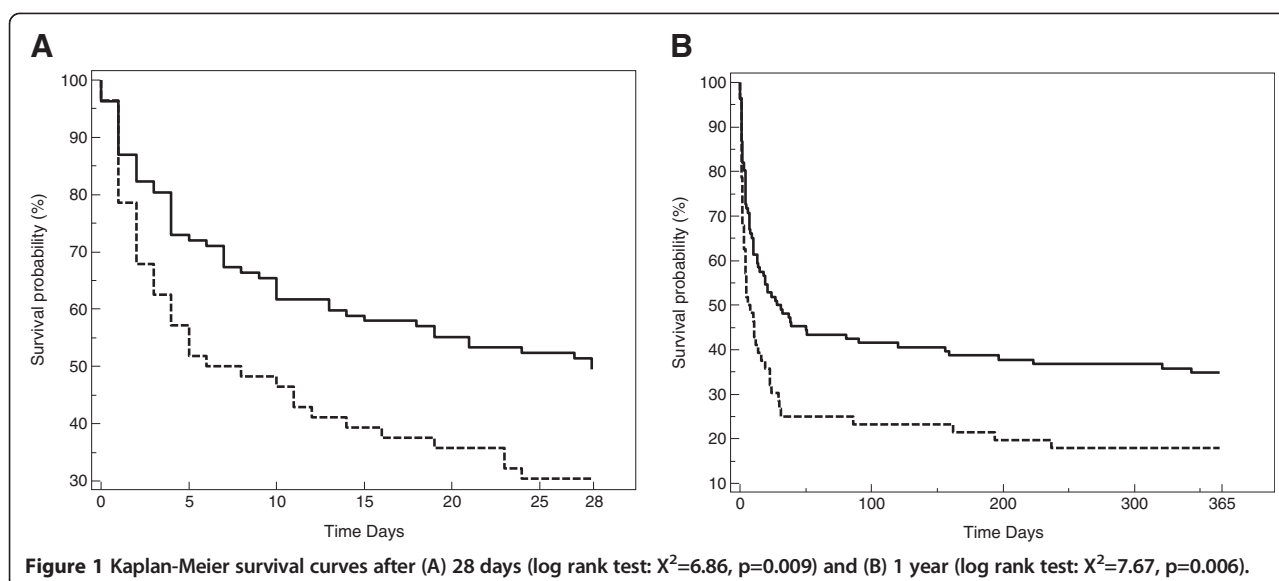 A
B
100
90
80
70
60
50
40
30
Survival probability (%)
0 5 10 15 20 25 28
Time Days
100
90
80
70
60
50
40
30
20
10
Survival probability (%)
0 100 200 300 365
Time Days
Figure 1 Kaplan-Meier survival curves after (A) 28 days (log rank test: X²=6.86, p=0.009) and (B) 1 year (log rank test: X²=7.67, p=0.006).